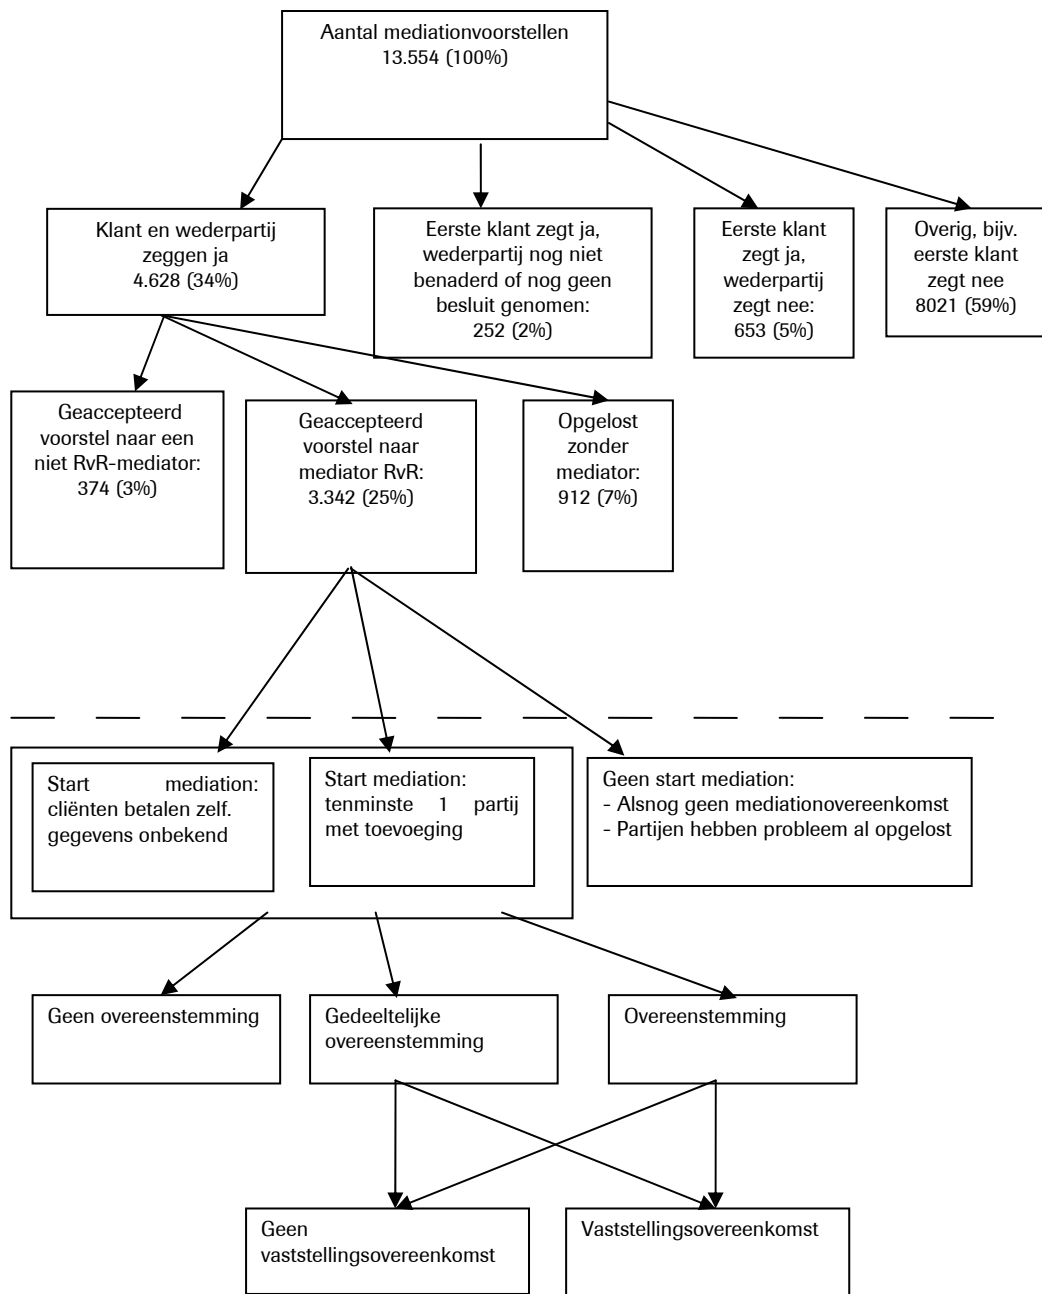 Aantal mediationvoorstellen
13.554 (100%)
Klant en wederpartij
zeggen ja
4.628 (34%)
Eerste klant zegt ja,
wederpartij nog niet
benaderd of nog geen
besluit genomen:
252 (2%)
Eerste klant
zegt ja,
wederpartij
zegt nee:
653 (5%)
Overig, bijv.
eerste klant
zegt nee
8021 (59%)
Geaccepteerd
voorstel naar een
niet RvR-mediator:
374 (3%)
Geaccepteerd
voorstel naar
mediator RvR:
3.342 (25%)
Opgelost
zonder
mediator:
912 (7%)
Start mediation:
cliënten betalen zelf.
gegevens onbekend
Start mediation:
tenminste 1 partij
met toevoeging
Geen start mediation:
- Alsnog geen mediationovereenkomst
- Partijen hebben probleem al opgelost
Geen overeenstemming
Gedeeltelijke
overeenstemming
Overeenstemming
Geen
vaststellingsovereenkomst
Vaststellingsovereenkomst